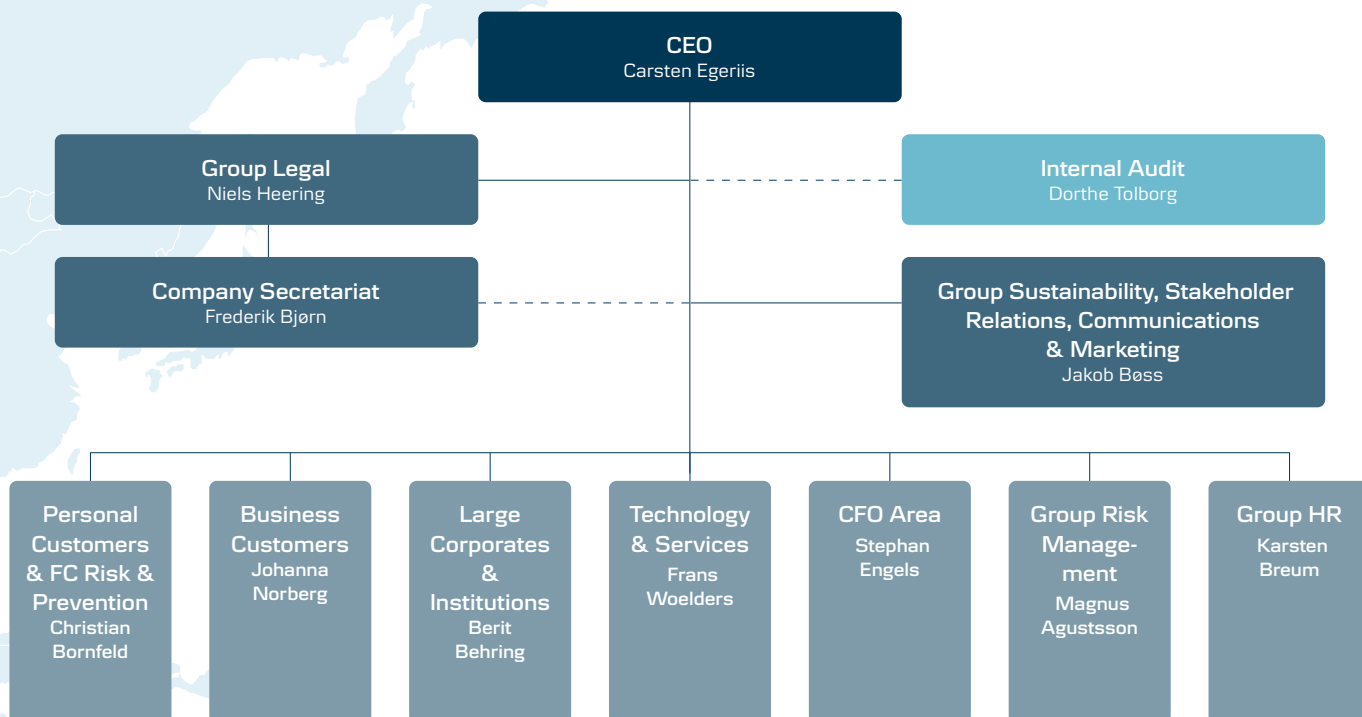 CEO
Carsten Egeriis
Group Legal
Niels Heering
Internal Audit
Dorthe Tolborg
Company Secretariat
Frederik Bjørn
Group Sustainability, Stakeholder
Relations, Communications
& Marketing
Jakob Bøss
Personal
Customers
& FC Risk &
Prevention
Christian
Bornfeld
Business
Customers
Johanna
Norberg
Large
Corporates
&
Institutions
Berit
Behring
Technology
& Services
Frans
Woelders
CFO Area
Stephan
Engels
Group Risk
Manage-
ment
Magnus
Agustsson
Group HR
Karsten
Breum